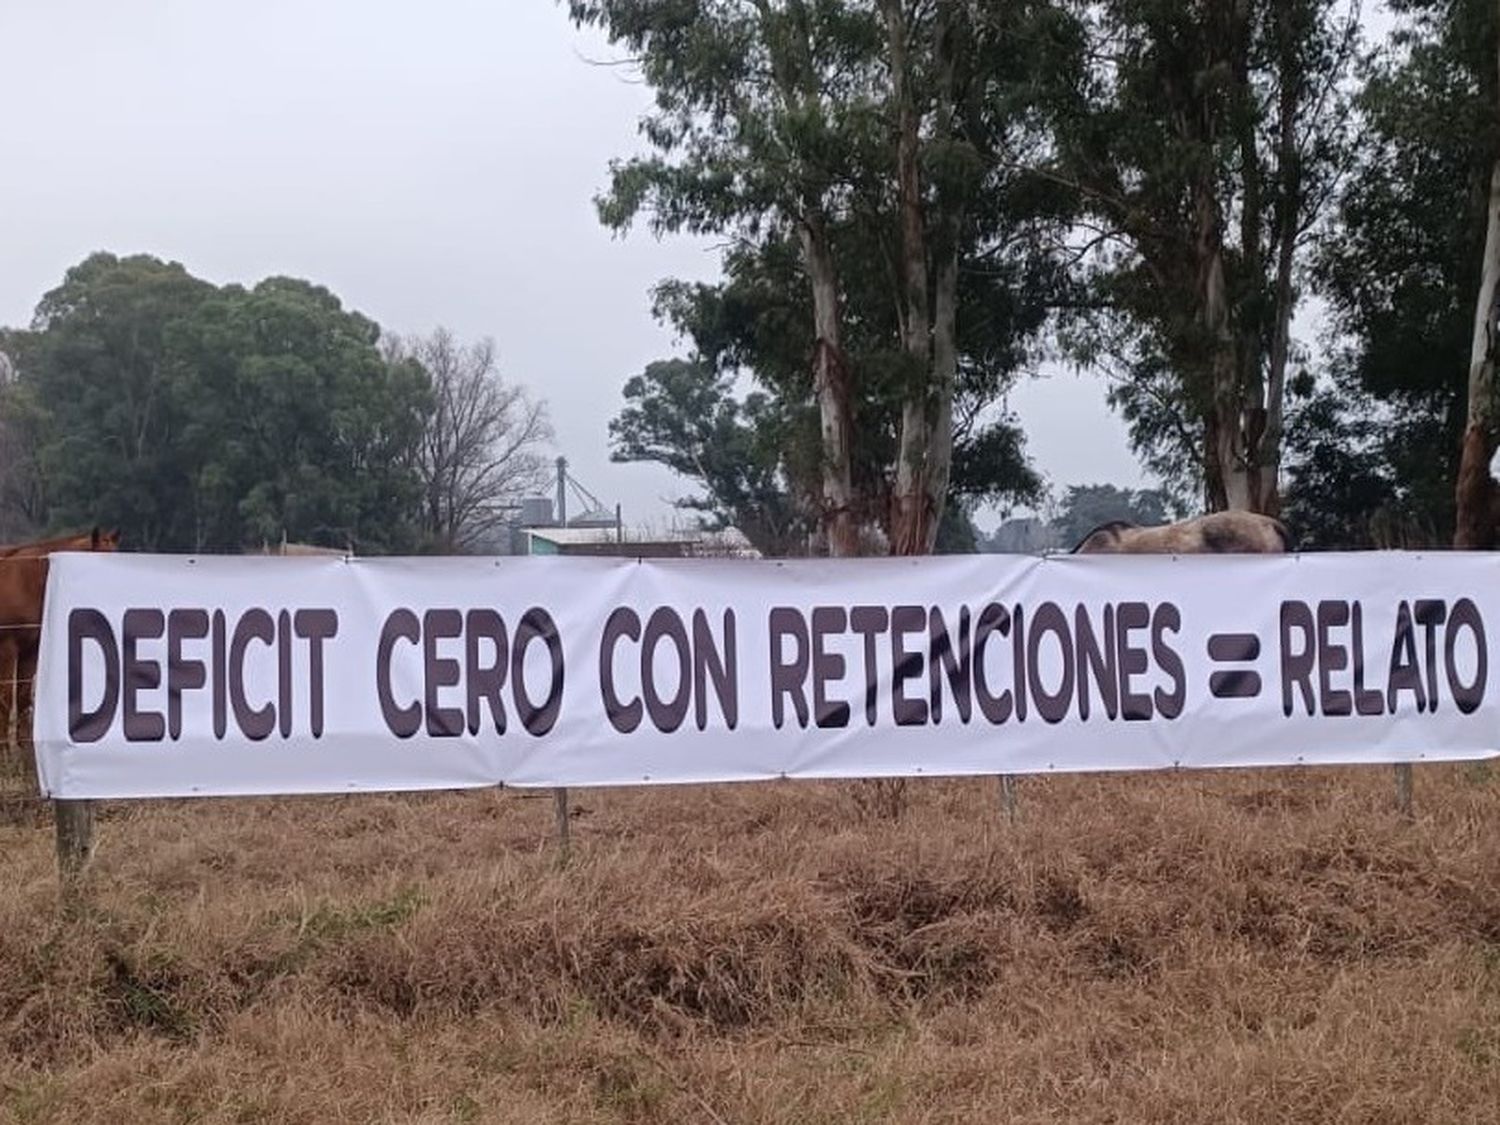 DEFICIT CERO CON RETENCIONES = RELATO